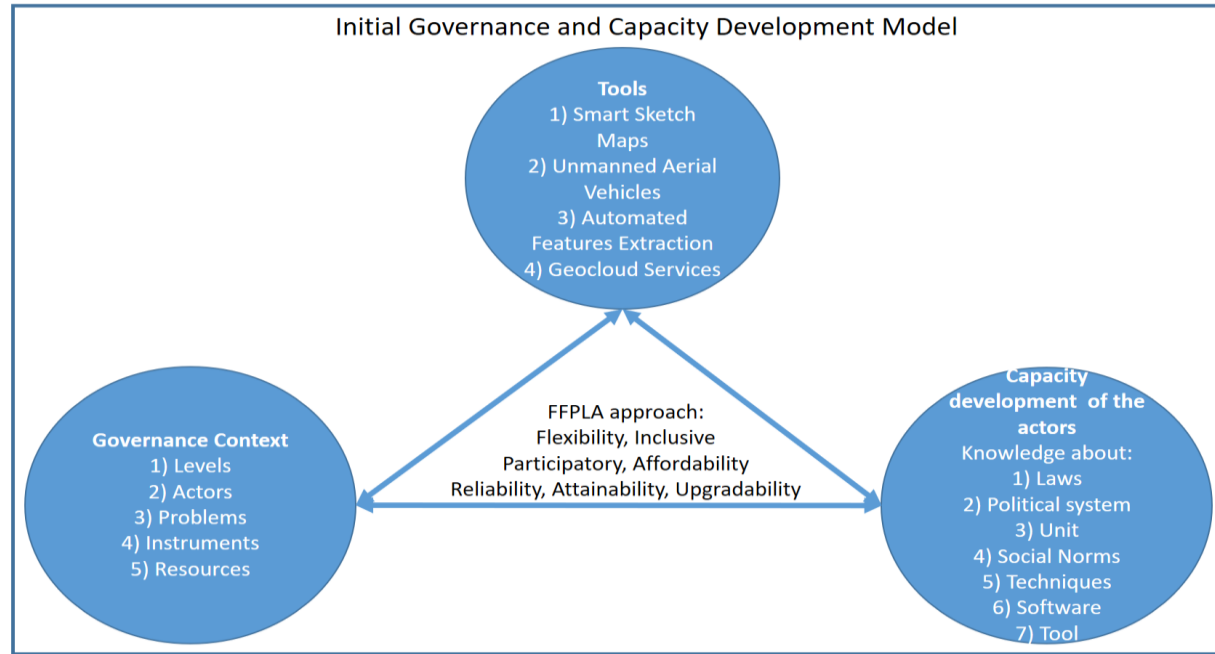 Initial Governance and Capacity Development Model
Tools
1) Smart Sketch
Maps
2) Unmanned Aerial
Vehicles
3) Automated
Features Extraction
4) Geocloud Services
FFPLA approach:
Flexibility, Inclusive
Participatory, Affordability
Reliability, Attainability, Upgradability
Governance Context
1) Levels
2) Actors
3) Problems
4) Instruments
5) Resources
Capacity
development of the
actors
Knowledge about:
1) Laws
2) Political system
3) Unit
4) Social Norms
5) Techniques
6) Software
7) Tool